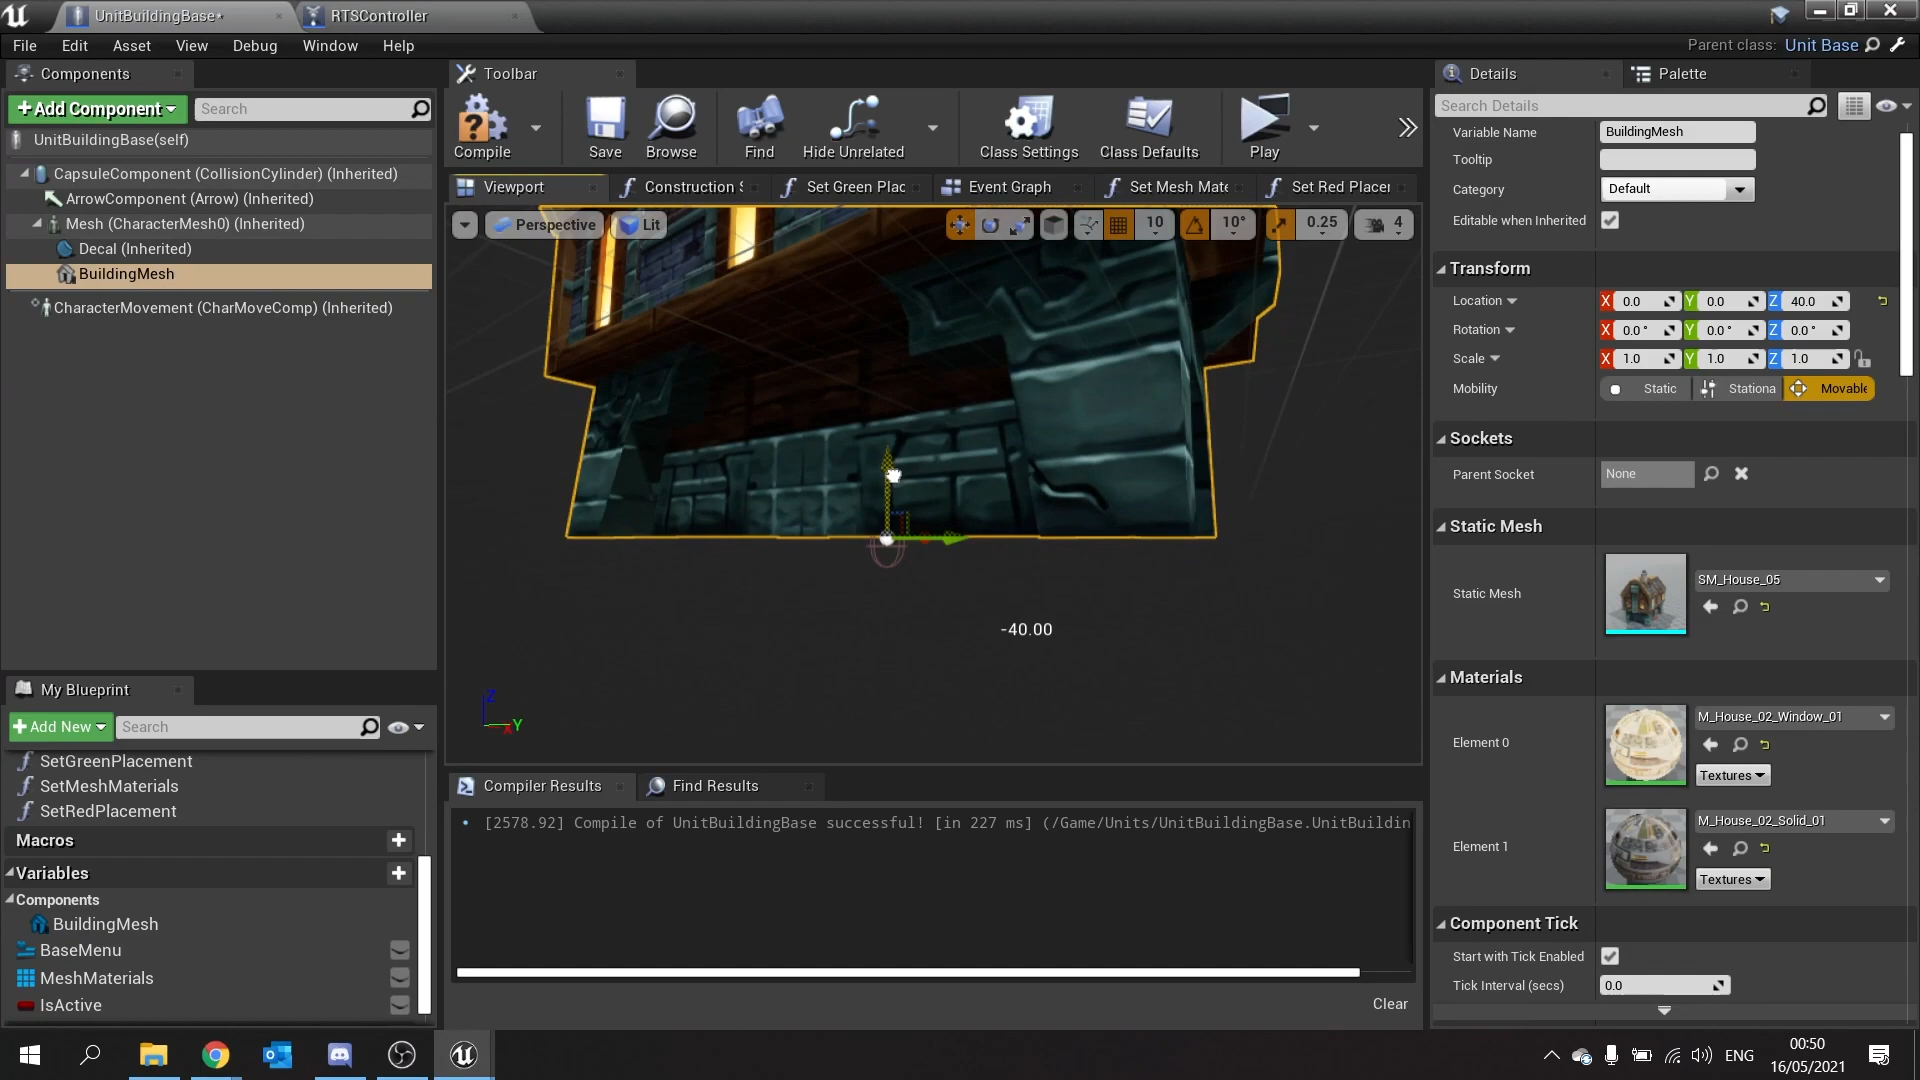 UnitBuildingBase*
RTSController
File Edit Asset View Debug Window Help
Parent class: Unit Base
Components
Add Component
Search
UnitBuildingBase(self)
CapsuleComponent (CollisionCylinder) (Inherited)
ArrowComponent (Arrow) (Inherited)
Mesh (CharacterMesh0) (Inherited)
Decal (Inherited)
BuildingMesh
CharacterMovement (CharMoveComp) (Inherited)
My Blueprint
Add New
Search
SetGreenPlacement
SetMeshMaterials
SetRedPlacement
Macros
Variables
Components
BuildingMesh
BaseMenu
MeshMaterials
IsActive
Toolbar
Compile Save Browse Find Hide Unrelated Class Settings Class Defaults Play
Viewport Construction S Set Green Plac Event Graph Set Mesh Mate Set Red Placer
Perspective Lit 10 10° 0.25 4
-40.00
Z
Y
X
Compiler Results Find Results
[2578.92] Compile of UnitBuildingBase successful! [in 227 ms] (/Game/Units/UnitBuildingBase.UnitBuildin
Clear
Details Palette
Search Details
Variable Name BuildingMesh
Tooltip
Category Default
Editable when Inherited
Transform
Location X 0.0 Y 0.0 Z 40.0
Rotation X 0.0 ° Y 0.0 ° Z 0.0 °
Scale X 1.0 Y 1.0 Z 1.0
Mobility Static Stationa Movable
Sockets
Parent Socket None
Static Mesh
Static Mesh SM_House_05
Materials
Element 0 M_House_02_Window_01
Textures
Element 1 M_House_02_Solid_01
Textures
Component Tick
Start with Tick Enabled
Tick Interval (secs) 0.0
ENG
00:50
16/05/2021